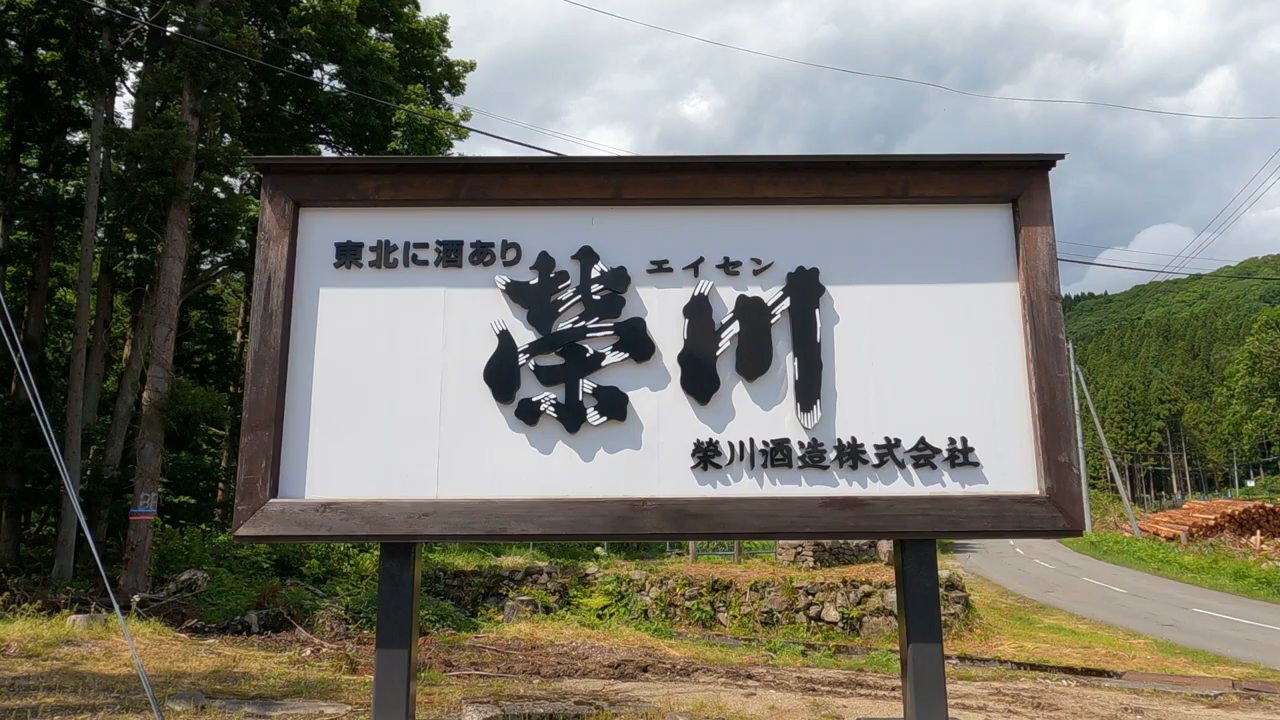 東北に酒あり
エイセン
榮川
榮川酒造株式会社